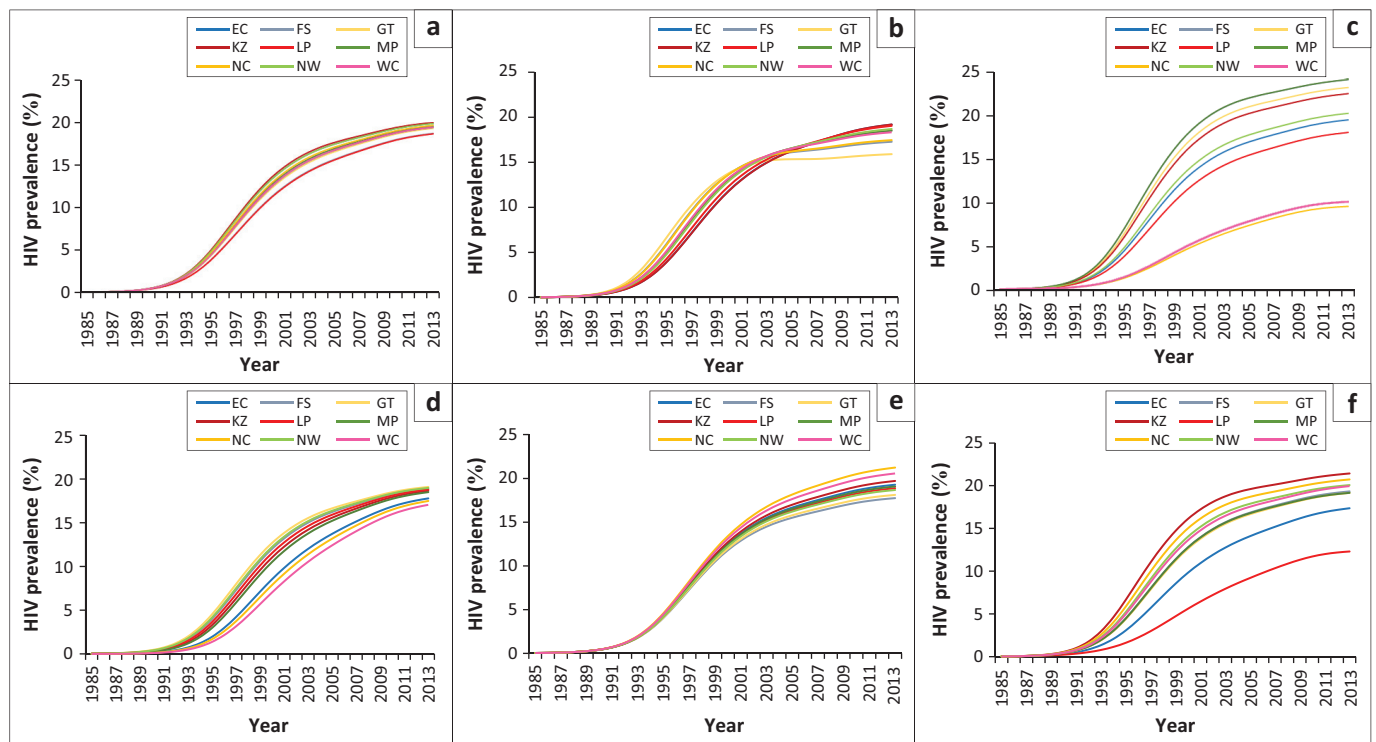 a
EC FS GT
KZ LP MP
NC NW WC
HIV prevalence (%)
25
20
15
10
5
0
1985 1987 1989 1991 1993 1995 1997 1999 2001 2003 2005 2007 2009 2011 2013
Year
b
EC FS GT
KZ LP MP
NC NW WC
HIV prevalence (%)
25
20
15
10
5
0
1985 1987 1989 1991 1993 1995 1997 1999 2001 2003 2005 2007 2009 2011 2013
Year
c
EC FS GT
KZ LP MP
NC NW WC
HIV prevalence (%)
25
20
15
10
5
0
1985 1987 1989 1991 1993 1995 1997 1999 2001 2003 2005 2007 2009 2011 2013
Year
d
EC FS GT
KZ LP MP
NC NW WC
HIV prevalence (%)
25
20
15
10
5
0
1985 1987 1989 1991 1993 1995 1997 1999 2001 2003 2005 2007 2009 2011 2013
Year
e
EC FS GT
KZ LP MP
NC NW WC
HIV prevalence (%)
25
20
15
10
5
0
1985 1987 1989 1991 1993 1995 1997 1999 2001 2003 2005 2007 2009 2011 2013
Year
f
EC FS GT
KZ LP MP
NC NW WC
HIV prevalence (%)
25
20
15
10
5
0
1985 1987 1989 1991 1993 1995 1997 1999 2001 2003 2005 2007 2009 2011 2013
Year